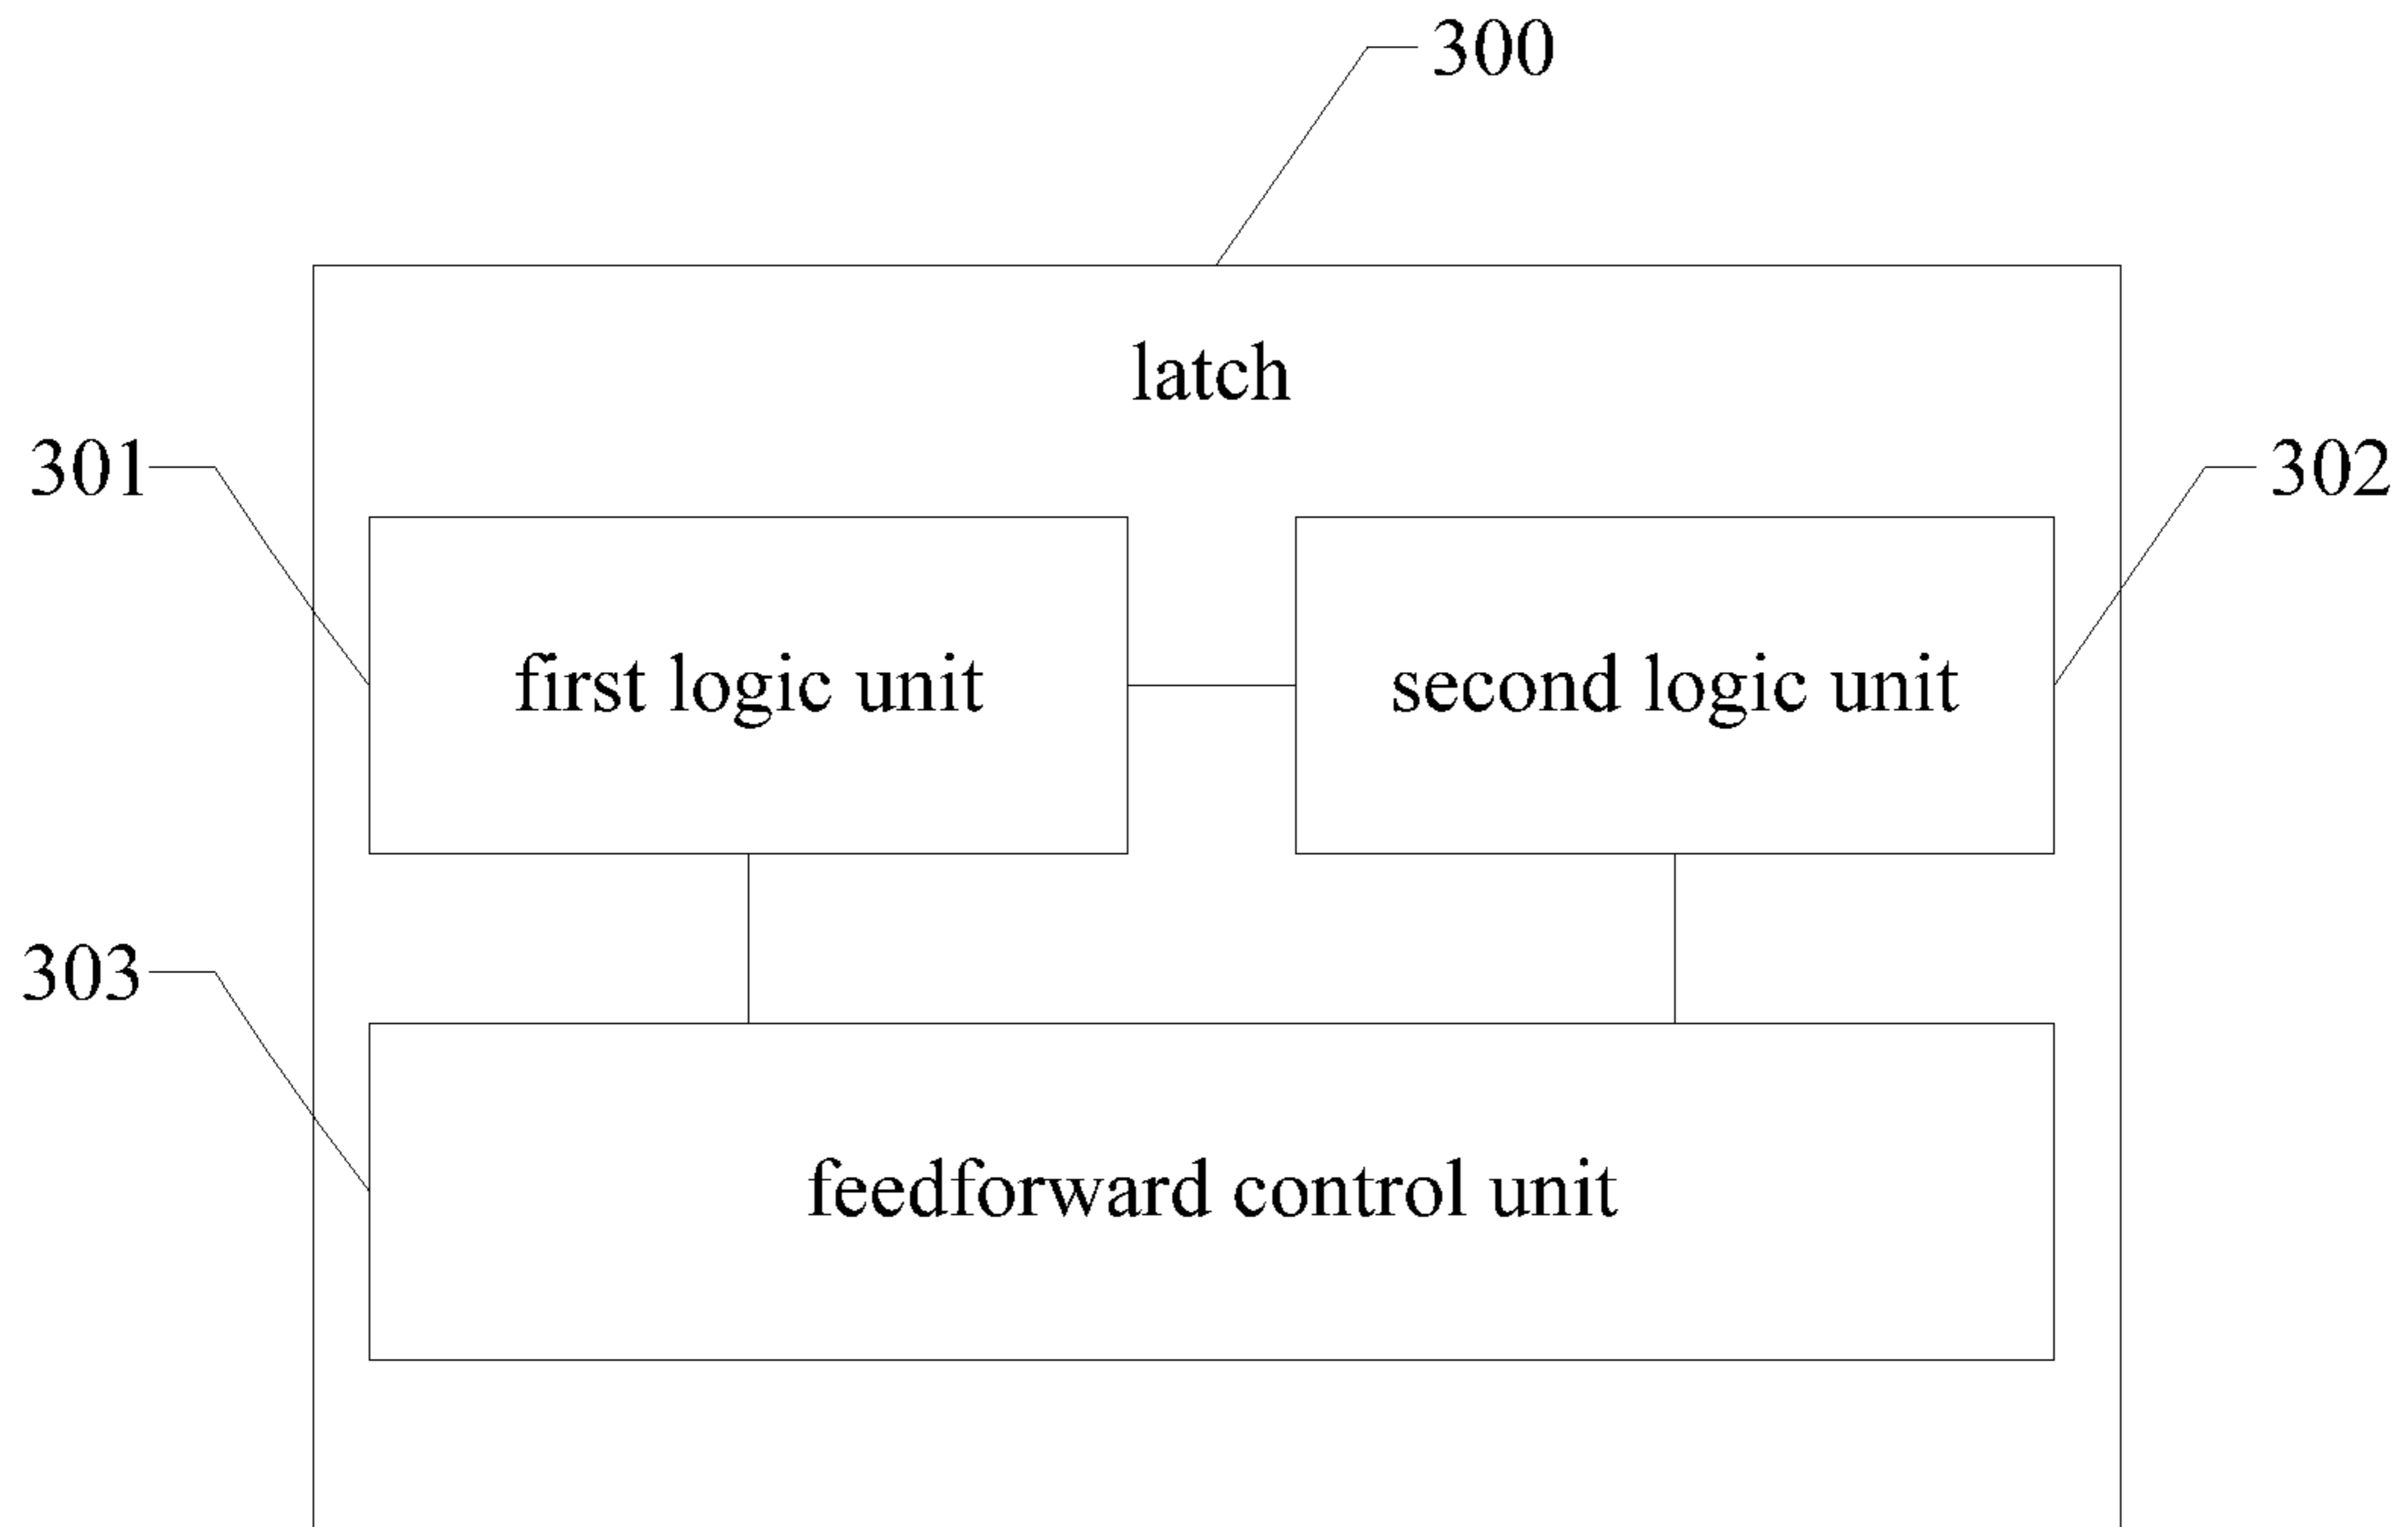 300
latch
301
302
first logic unit
second logic unit
303
feedforward control unit